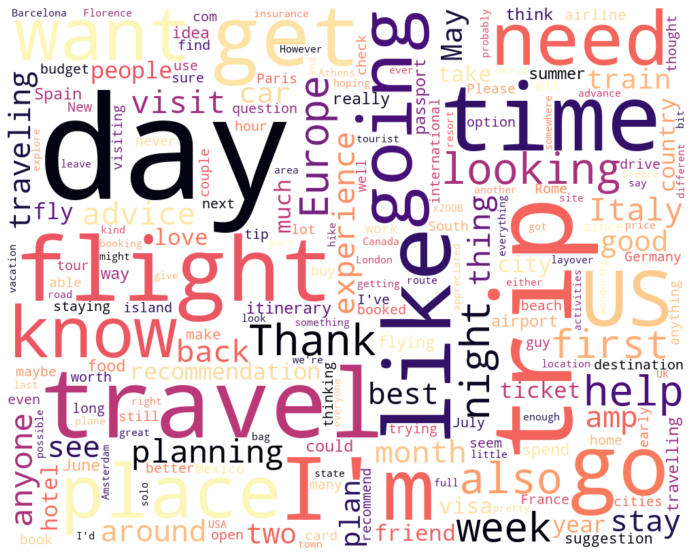 Barcelona
Florence
insurance
want
get
going
May
think
airline
need
thought
com
idea
find
However
check
takes
summer
probably
budget
people
use
sure
Paris
Please
etc
train
Spain
New
question
car
really
Athens
hoping
ever
passport
time
advance
traveling
day
visiting
visit
hour
Europe
tourist
international
option
resort
somewhere
bit
country
explore
leave
never
couple
area
well
looking
drive
different
fly
advice
next
much
experience
hike
another
Rome
Greece
say
x200B
everything
site
love
tip
lot
work
South
thing
since
Italy
vacation
kind
booking
might
flight
tour
able
way
give
buy
Canada
London
like
appreciated
city
trip
got
price
good
Germany
road
island
itinerary
getting
route
layover
US
staying
look
I've
booked
night
either
beach
activities
anything
know
back
make
something
Thank
flying
airport
guy
first
maybe
food
recommendation
we're
thinking
everyone
location
destination
UK
last
worth
travel
best
ticket
help
even
long
right
plane
still
trying
July
enough
amp
early
anyone
possible
great
bag
planning
could
seem
little
home
travelling
see
Amsterdam
place
I'm
month
also
spend
go
June
better
Mexico
state
many
plan
recommend
full
France
cities
hotel
solo
around
two
friend
visa
pretty
year
stay
book
I'd
USA
open
card
town
week
suggestion